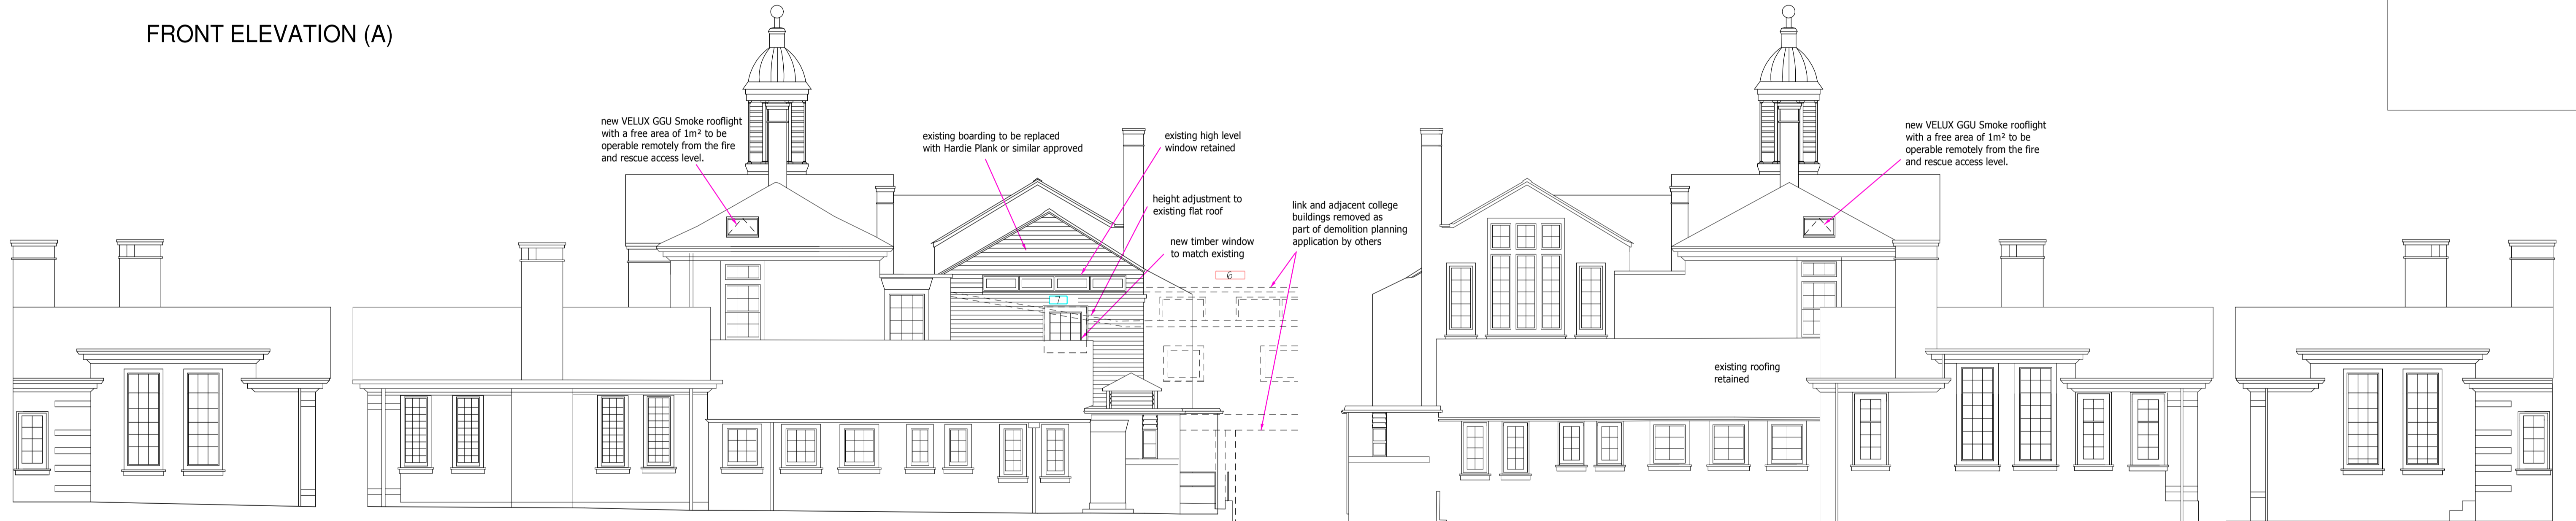 FRONT ELEVATION (A)
new VELUX GGU Smoke rooflight
with a free area of 1m² to be
operable remotely from the fire
and rescue access level.
existing boarding to be replaced
with Hardie Plank or similar approved
existing high level
window retained
height adjustment to
existing flat roof
new timber window
to match existing
link and adjacent college
buildings removed as
part of demolition planning
application by others
6
7
new VELUX GGU Smoke rooflight
with a free area of 1m² to be
operable remotely from the fire
and rescue access level.
existing roofing
retained